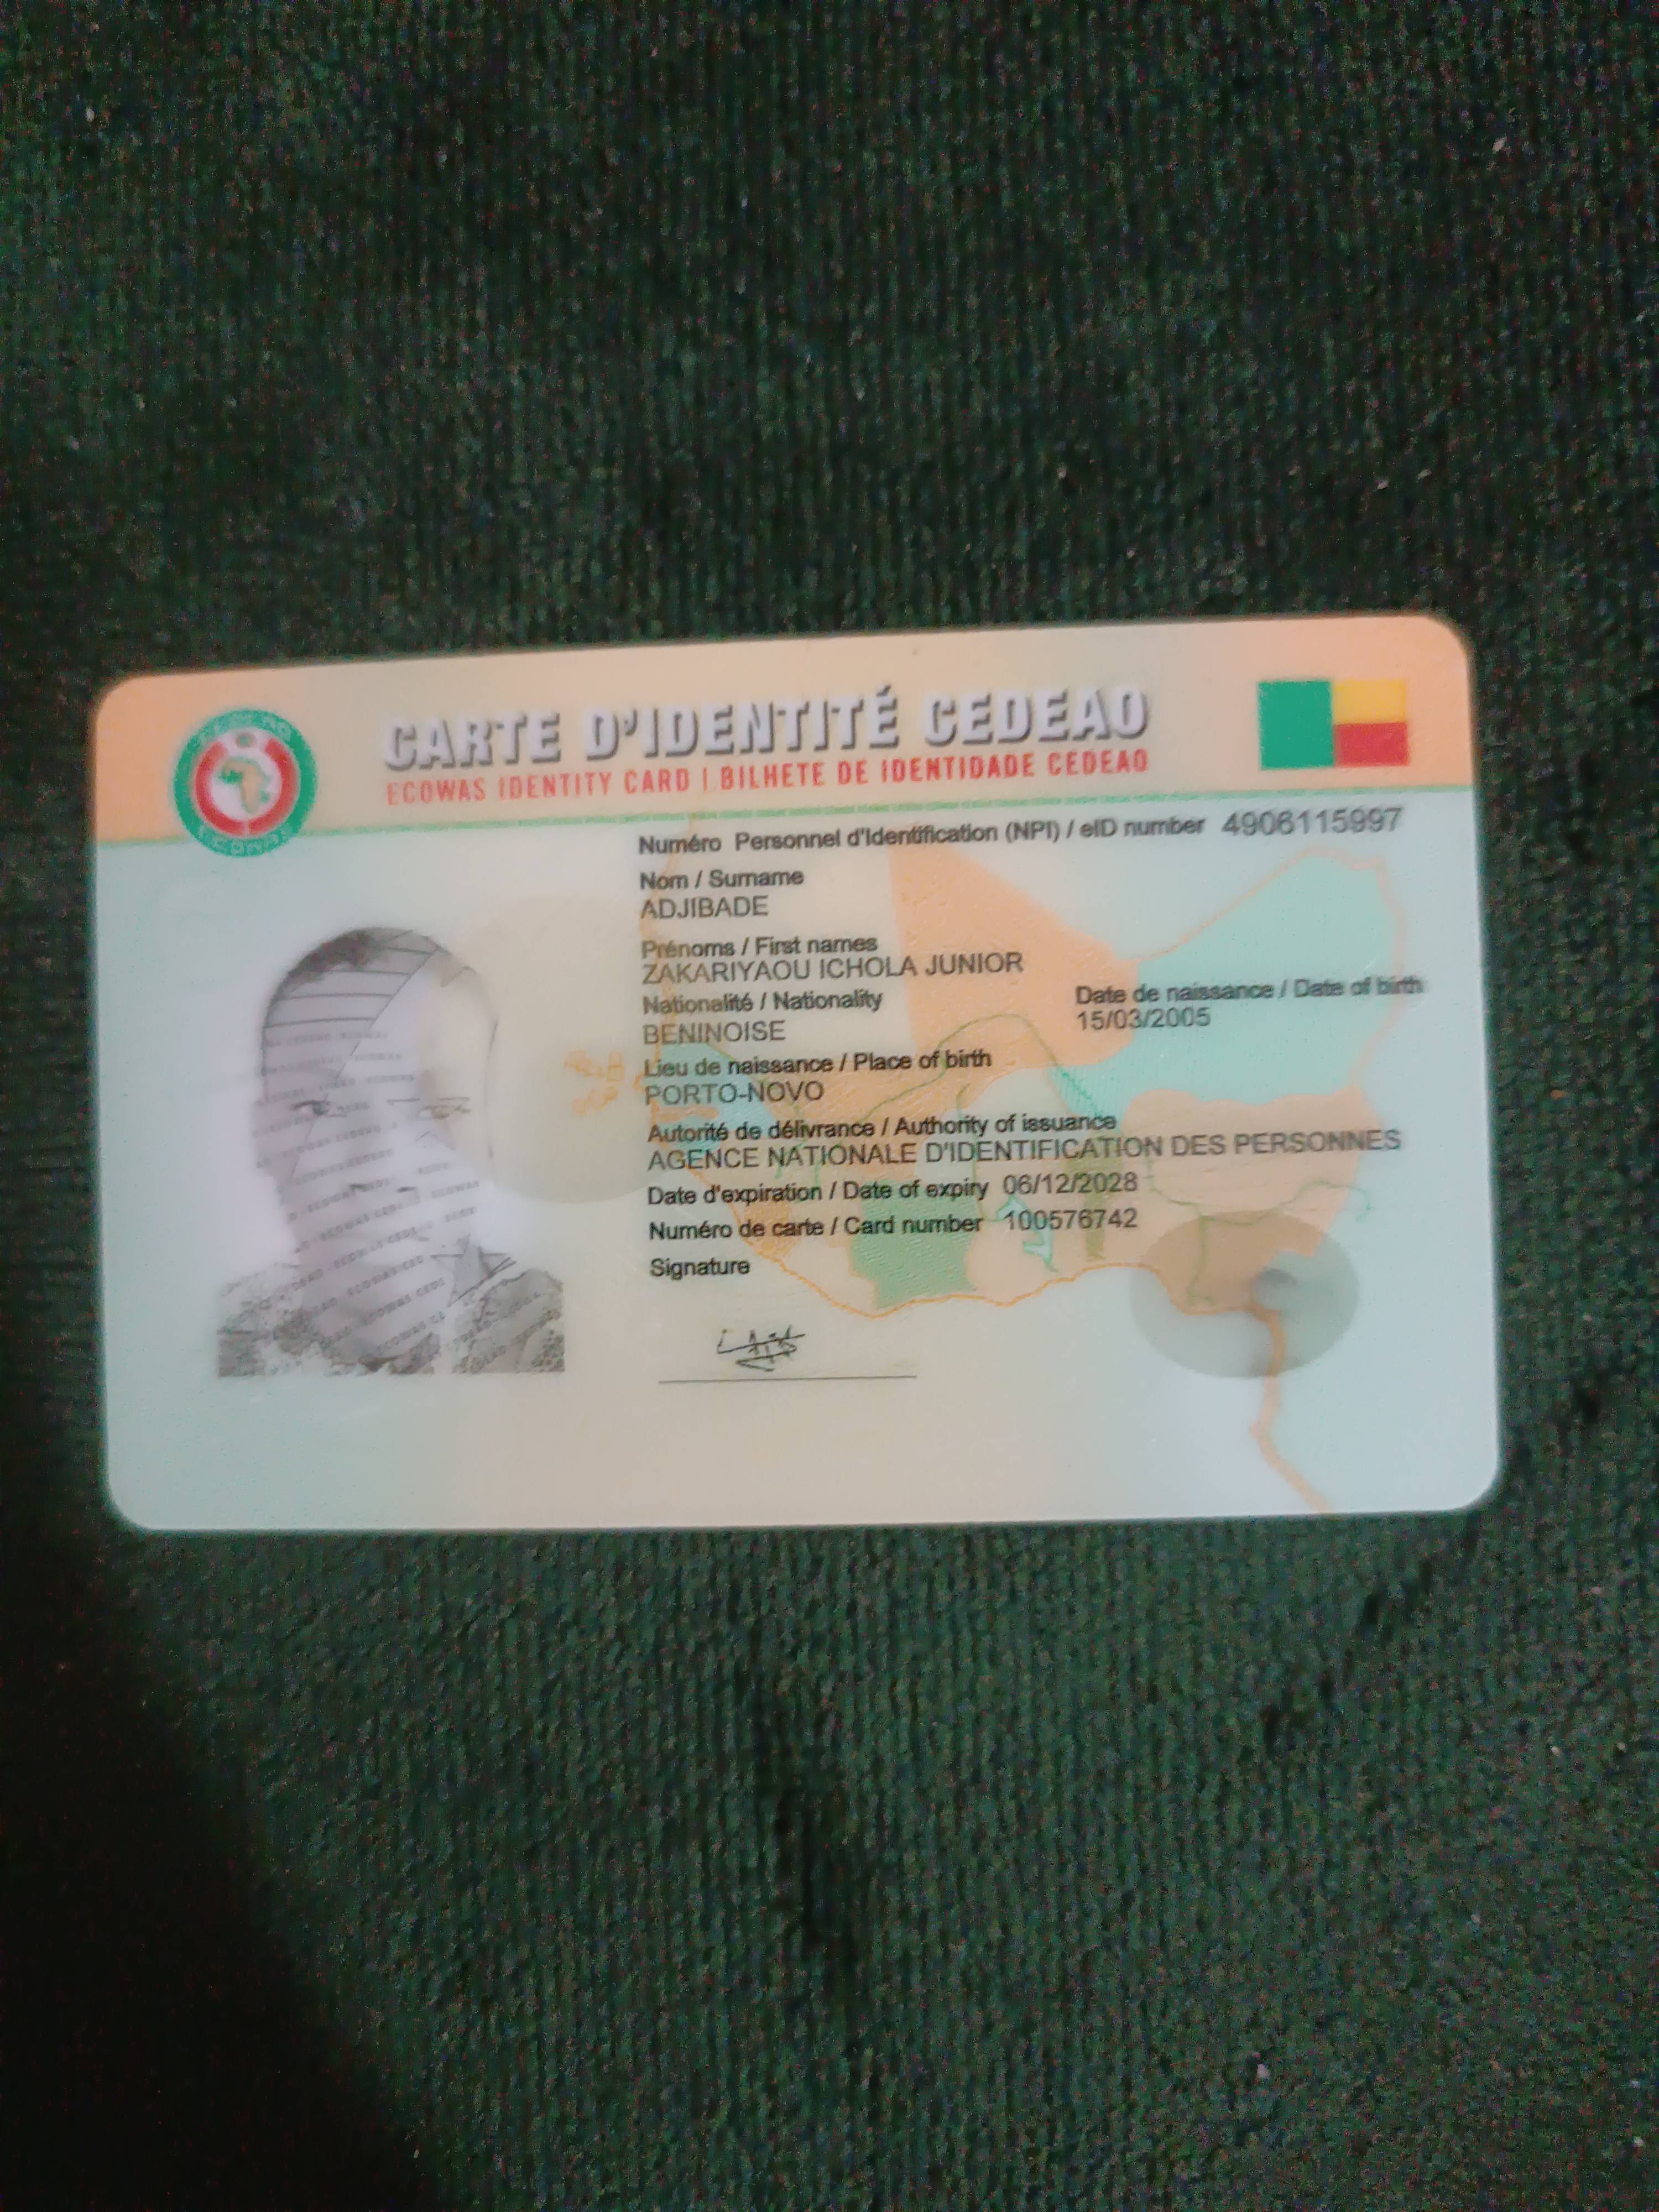 CARTE D'IDENTITÉ CEDEAO
ECOWAS IDENTITY CARD | BILHETE DE IDENTIDADE CEDEAO
Numéro Personnel d'Identification (NPI) / eID number 4906115997
Nom / Surname
ADJIBADE
Prénoms / First names
ZAKARIYAOU ICHOLA JUNIOR
Nationalité / Nationality
BENINOISE
Date de naissance / Date of birth
15/03/2005
Lieu de naissance / Place of birth
PORTO-NOVO
Autorité de délivrance / Authority of issuance
AGENCE NATIONALE D'IDENTIFICATION DES PERSONNES
Date d'expiration / Date of expiry 06/12/2028
Numéro de carte / Card number 100576742
Signature